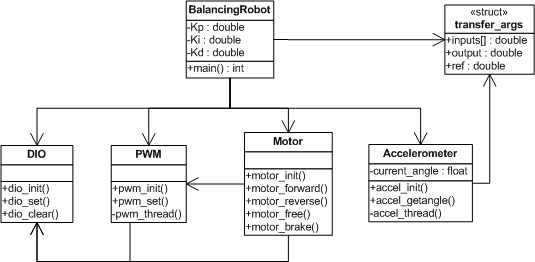 BalancingRobot
-Kp : double
-Ki : double
-Kd : double
+main() : int
«struct»
transfer_args
+inputs[] : double
+output : double
+ref : double
DIO
+dio_init()
+dio_set()
+dio_clear()
PWM
+pwm_init()
+pwm_set()
-pwm_thread()
Motor
+motor_init()
+motor_forward()
+motor_reverse()
+motor_free()
+motor_brake()
Accelerometer
-current_angle : float
+accel_init()
+accel_getangle()
-accel_thread()